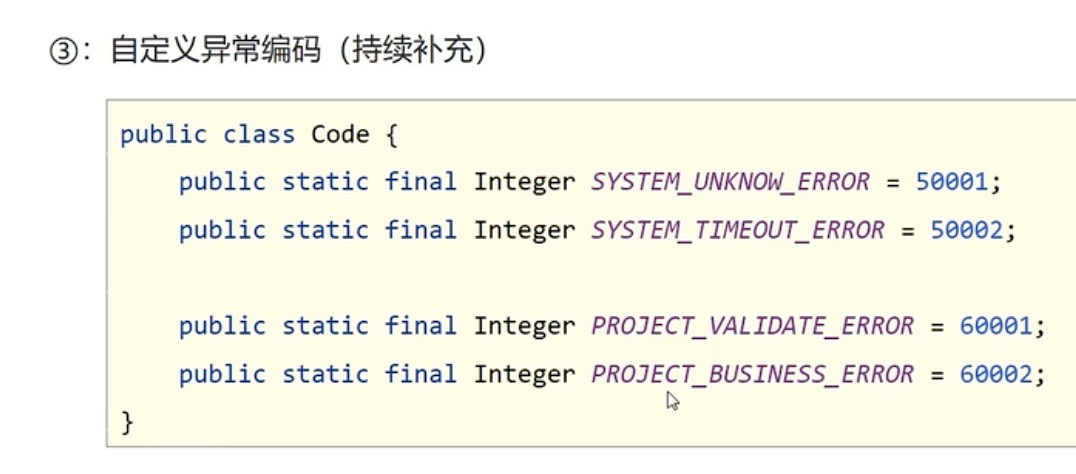 ③：自定义异常编码（持续补充）
public class Code {
    public static final Integer SYSTEM_UNKNOW_ERROR = 50001;
    public static final Integer SYSTEM_TIMEOUT_ERROR = 50002;
    public static final Integer PROJECT_VALIDATE_ERROR = 60001;
    public static final Integer PROJECT_BUSINESS_ERROR = 60002;
}